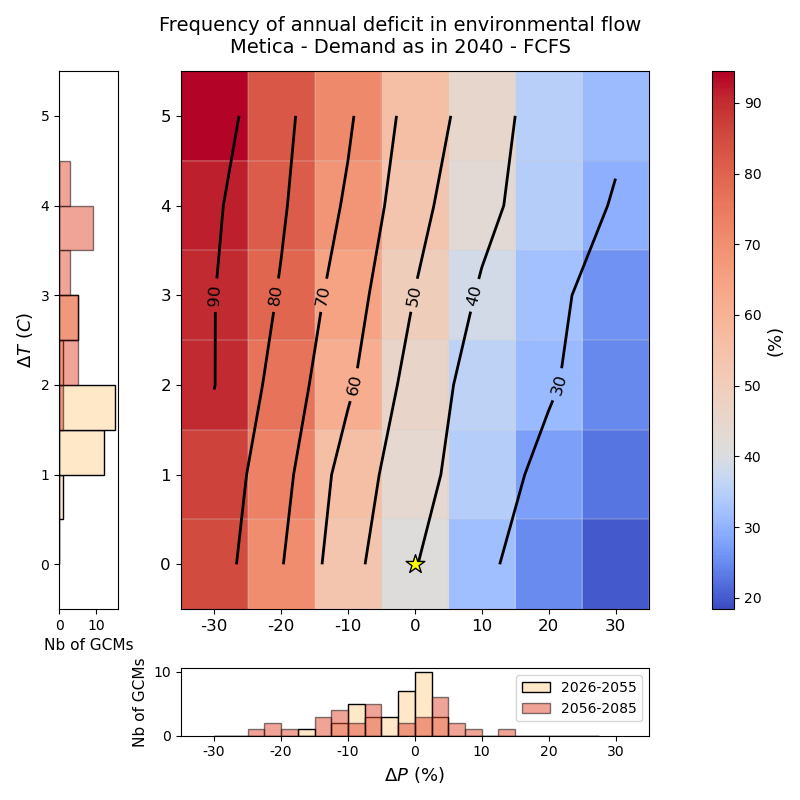 Frequency of annual deficit in environmental flow
Metica - Demand as in 2040 - FCFS
5
4
3
2
1
0
ΔT (C)
0 10
Nb of GCMs
5
4
3
2
1
0
90 80 70 60 50 40 30
-30 -20 -10 0 10 20 30
90
80
70
60
50
40
30
20
(%)
10
0
Nb of GCMs
2026-2055
2056-2085
-30 -20 -10 0 10 20 30
ΔP (%)